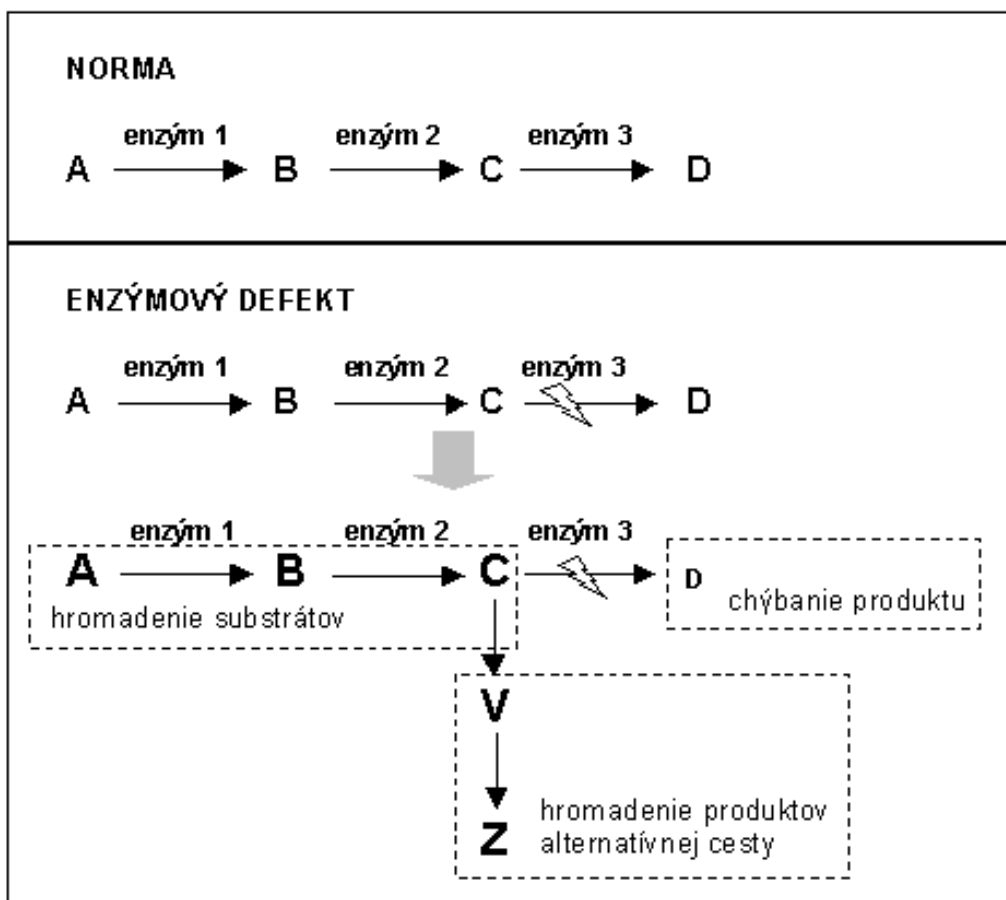 NORMA
enzým 1 enzým 2 enzým 3
A B C D
ENZÝMOVÝ DEFEKT
enzým 1 enzým 2 enzým 3
A B C D
enzým 1 enzým 2 enzým 3
A B C D
hromadenie substrátov
chýbanie produktu
V
Z
hromadenie produktov
alternatívnej cesty